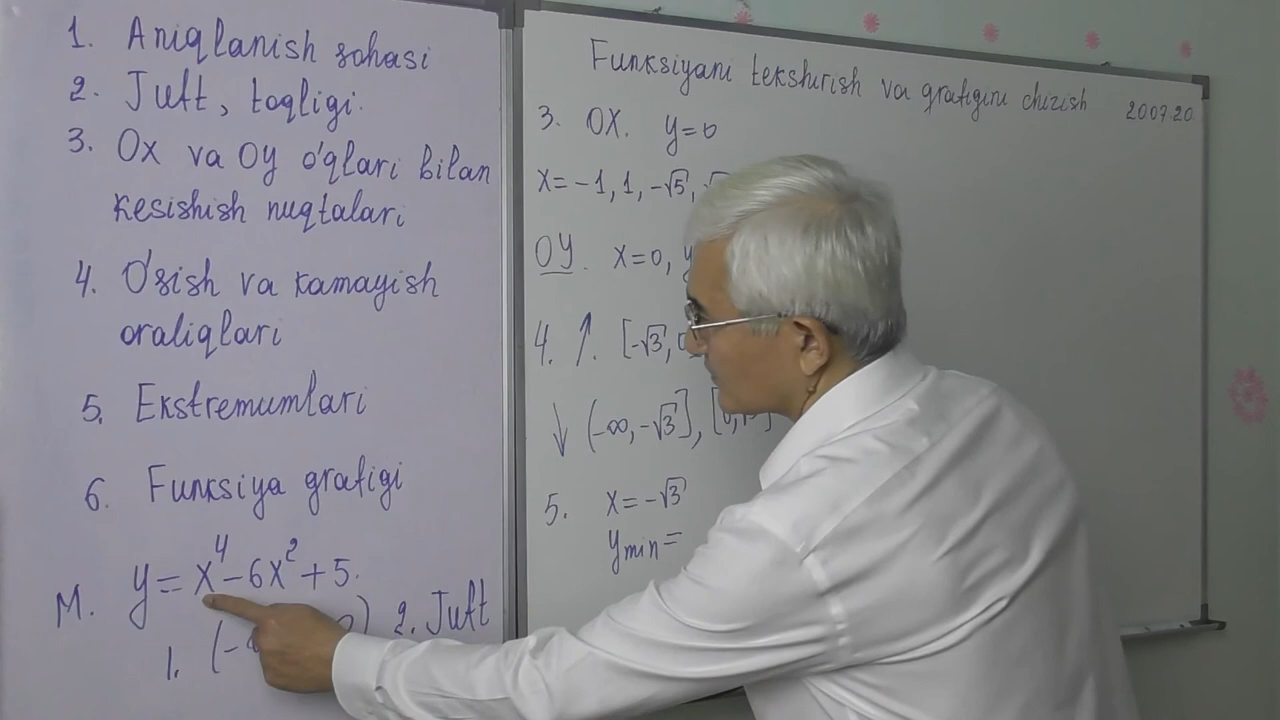 1. Aniqlanish sohasi
2. Juft, toqligi.
3. Ox va Oy o'qlari bilan
kesishish nuqtalari
4. O'sish va kamayish
oraliqlari
5. Ekstremumlari
6. Funksiya grafigi
M. y = x⁴ - 6x² + 5.
1. (-
) 2. Juft
Funksiyani tekshirish va grafigini chizish 2007.20.
3. OX. y=0
x = -1, 1, -√5,
OY. x=0, y
4. ↑. [-√3,
↓ (-∞, -√3], [0,
5. x = -√3
ymin =